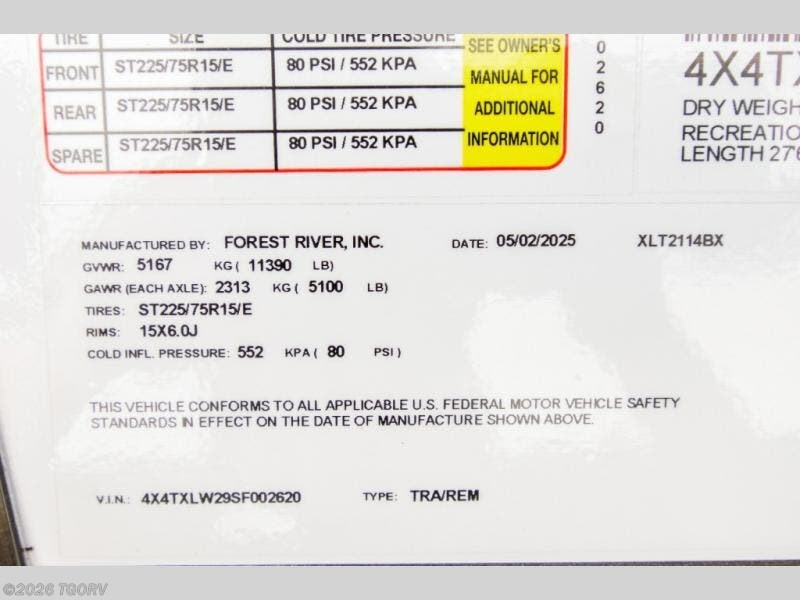 TIRE SIZE COLD TIRE PRESSURE
FRONT ST225/75R15/E 80 PSI / 552 KPA
REAR ST225/75R15/E 80 PSI / 552 KPA
SPARE ST225/75R15/E 80 PSI / 552 KPA
SEE OWNER'S
MANUAL FOR
ADDITIONAL
INFORMATION
0
2
6
2
0
4X4TX
DRY WEIGH
RECREATIO
LENGTH 276
MANUFACTURED BY: FOREST RIVER, INC. DATE: 05/02/2025 XLT2114BX
GVWR: 5167 KG ( 11390 LB)
GAWR (EACH AXLE): 2313 KG ( 5100 LB)
TIRES: ST225/75R15/E
RIMS: 15X6.0J
COLD INFL. PRESSURE: 552 KPA ( 80 PSI )
THIS VEHICLE CONFORMS TO ALL APPLICABLE U.S. FEDERAL MOTOR VEHICLE SAFETY
STANDARDS IN EFFECT ON THE DATE OF MANUFACTURE SHOWN ABOVE.
V.I.N.: 4X4TXLW29SF002620 TYPE: TRA/REM
©2026 TGORV